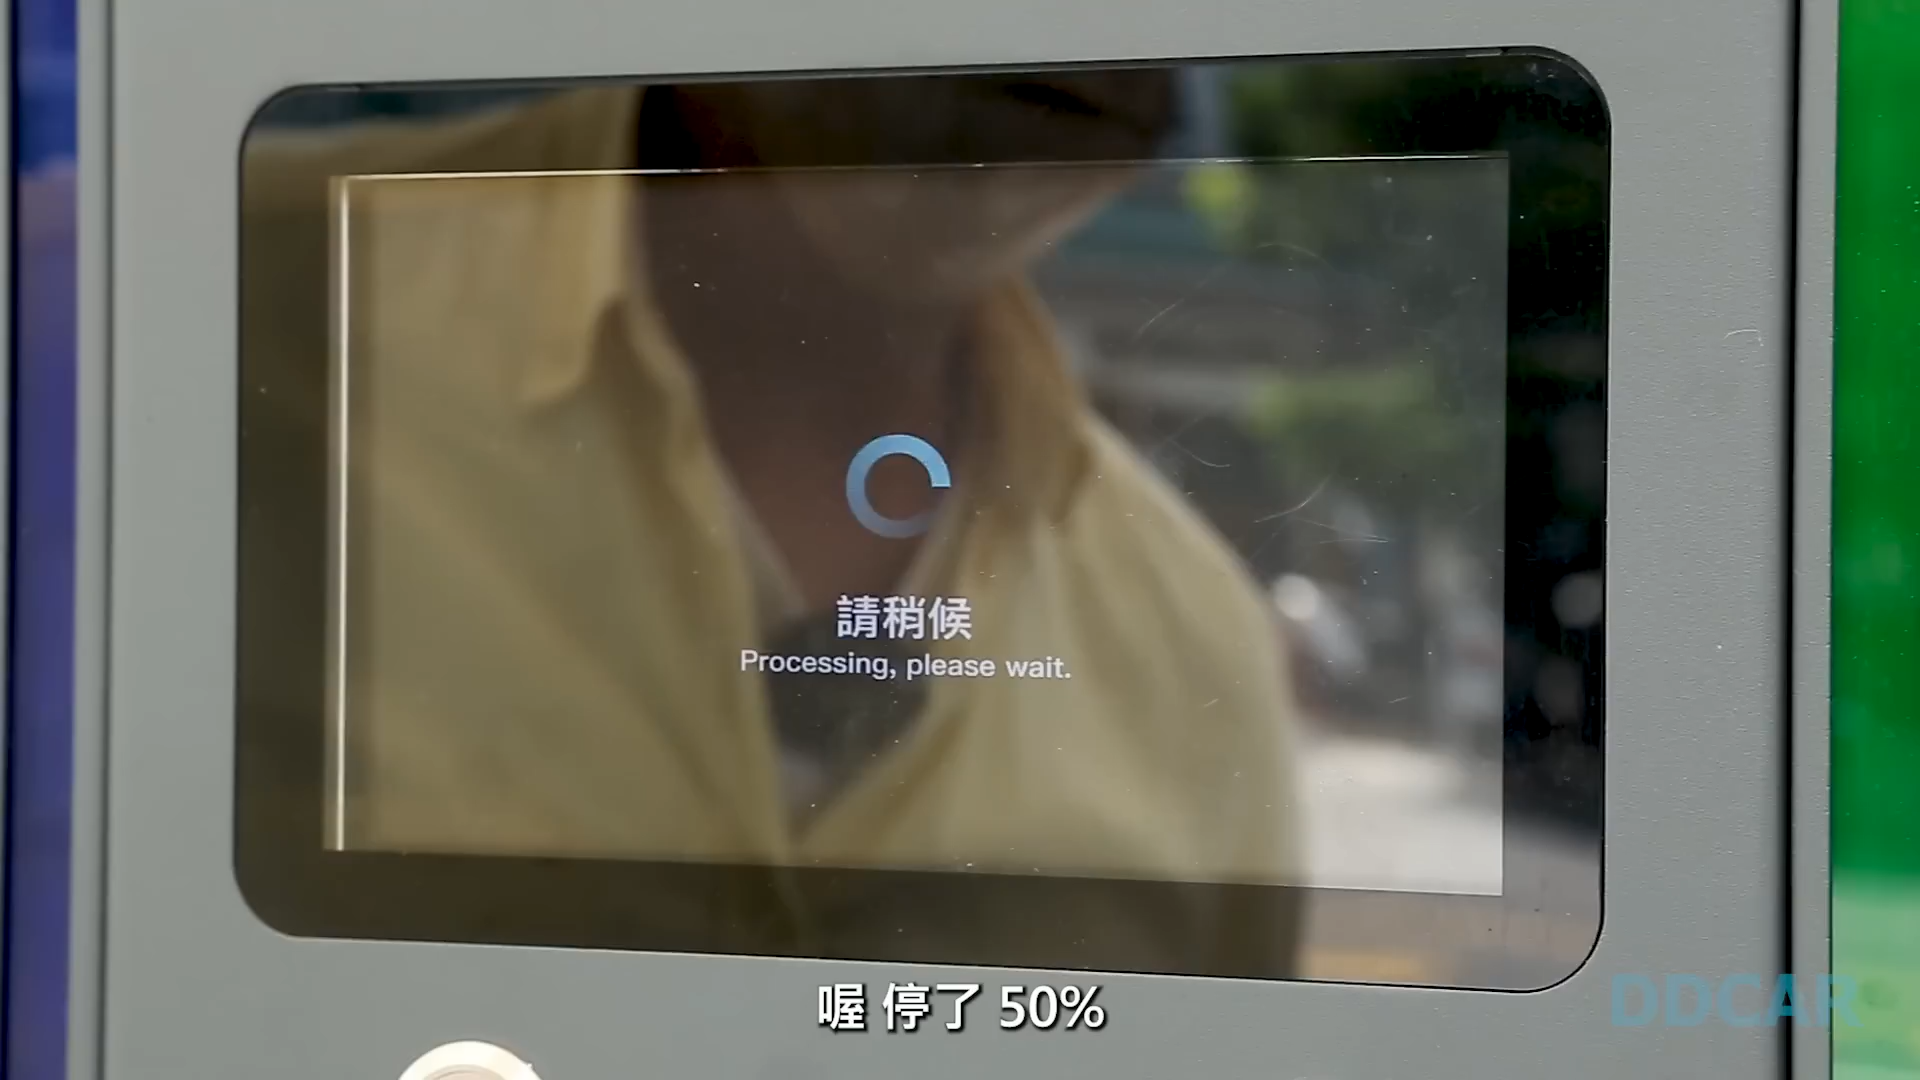 請稍候
Processing, please wait.
喔 停了 50%
DDCAR